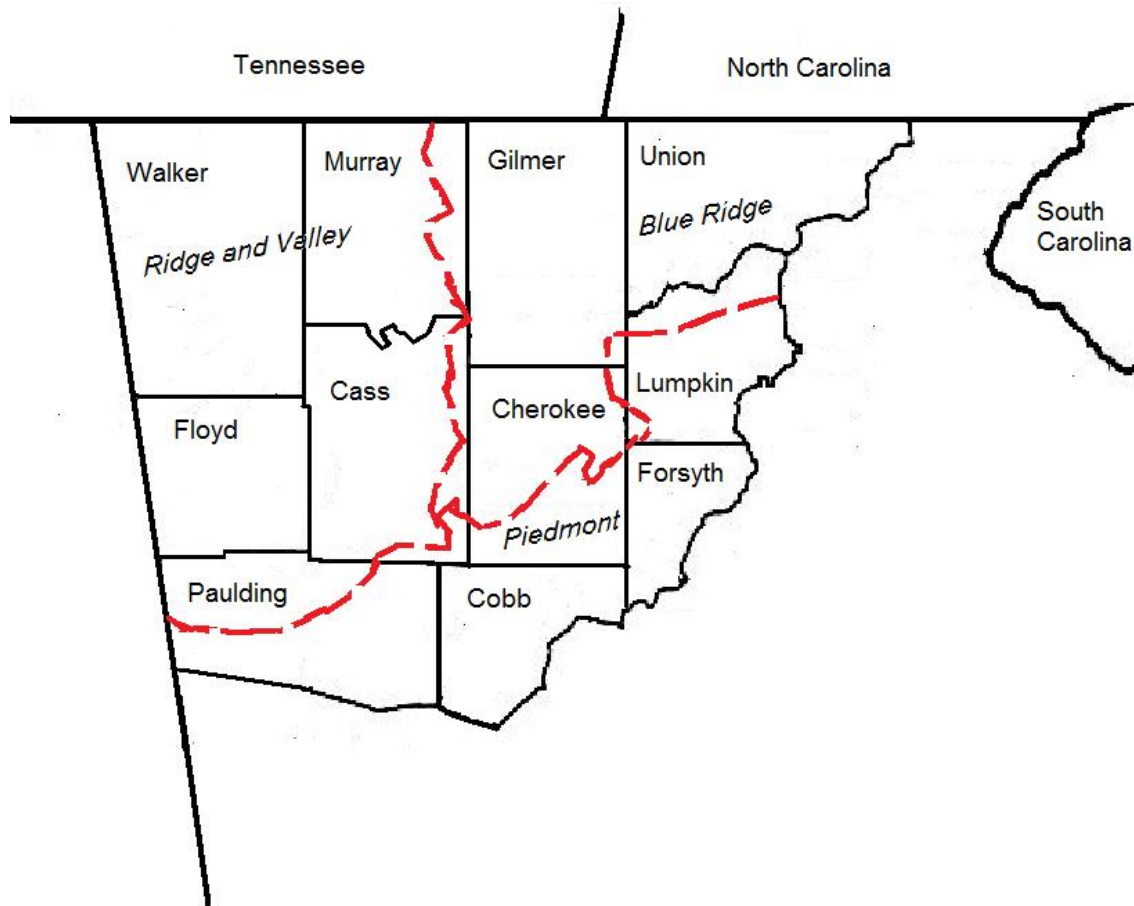 Tennessee
North Carolina
Walker
Murray
Gilmer
Union
Blue Ridge
Ridge and Valley
South
Carolina
Cass
Cherokee
Lumpkin
Floyd
Forsyth
Piedmont
Paulding
Cobb